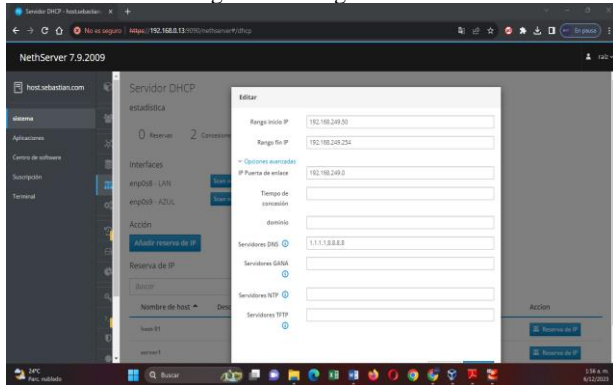 Servidor DHCP - host.sebastian
No es seguro
https://192.168.0.13:9090/nethserver#/dhcp
En pausa
NethServer 7.9.2009
raíz
host.sebastian.com
sistema
Aplicaciones
Centro de software
Suscripción
Terminal
Servidor DHCP
estadística
0 Reservas 2 Concesione
Interfaces
enp0s8 - LAN
enp0s9 - AZUL
Acción
Añadir reserva de IP
Reserva de IP
Buscar
Nombre de host
Desc
Accion
host-01
Reserva de IP
server1
Reserva de IP
Editar
Rango inicio IP 192.168.249.50
Rango fin IP 192.168.249.254
Opciones avanzadas
IP Puerta de enlace 192.168.249.0
Tiempo de
concesión
dominio
Servidores DNS 1.1.1.1,8.8.8.8
Servidores GANA
Servidores NTP
Servidores TFTP
24°C
Parc. nublado
Buscar
1:56 a. m.
6/12/2023